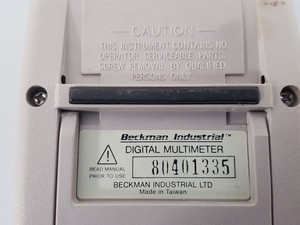 CAUTION
THIS INSTRUMENT CONTAINS NO
OPERATOR SERVICEABLE PARTS.
SCREW REMOVAL BY QUALIFIED
PERSONS ONLY.
Beckman Industrial™
DIGITAL MULTIMETER
80401335
READ MANUAL
PRIOR TO USE
BECKMAN INDUSTRIAL LTD
Made in Taiwan